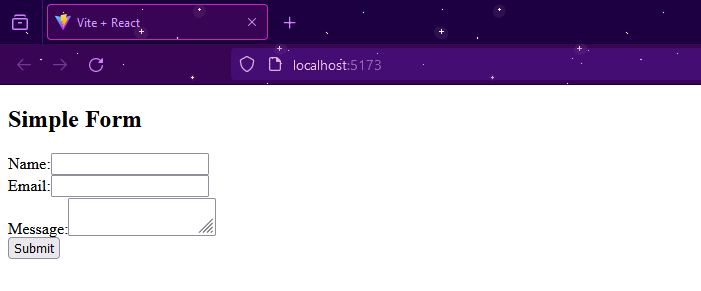 Vite + React
localhost:5173
Simple Form
Name:
Email:
Message:
Submit